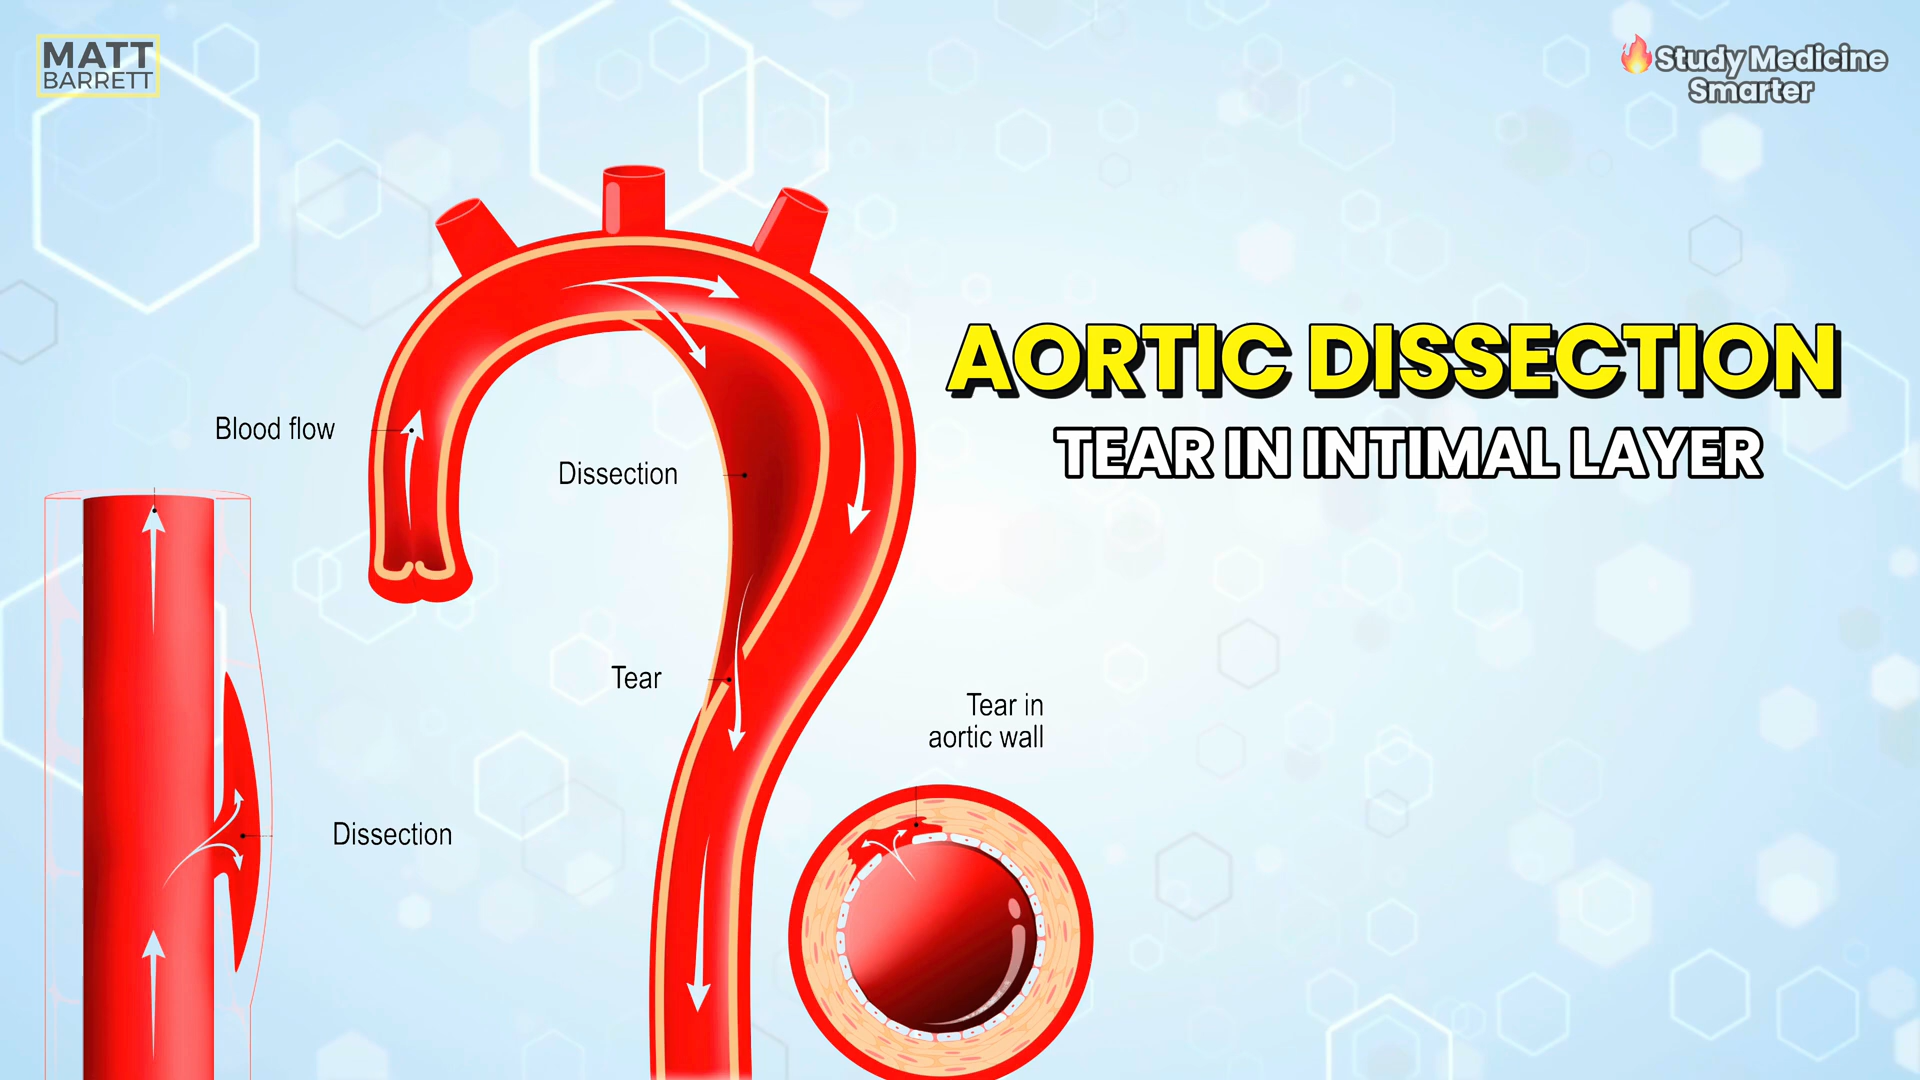 MATT
BARRETT
Study Medicine
Smarter
AORTIC DISSECTION
TEAR IN INTIMAL LAYER
Blood flow
Dissection
Tear
Tear in
aortic wall
Dissection